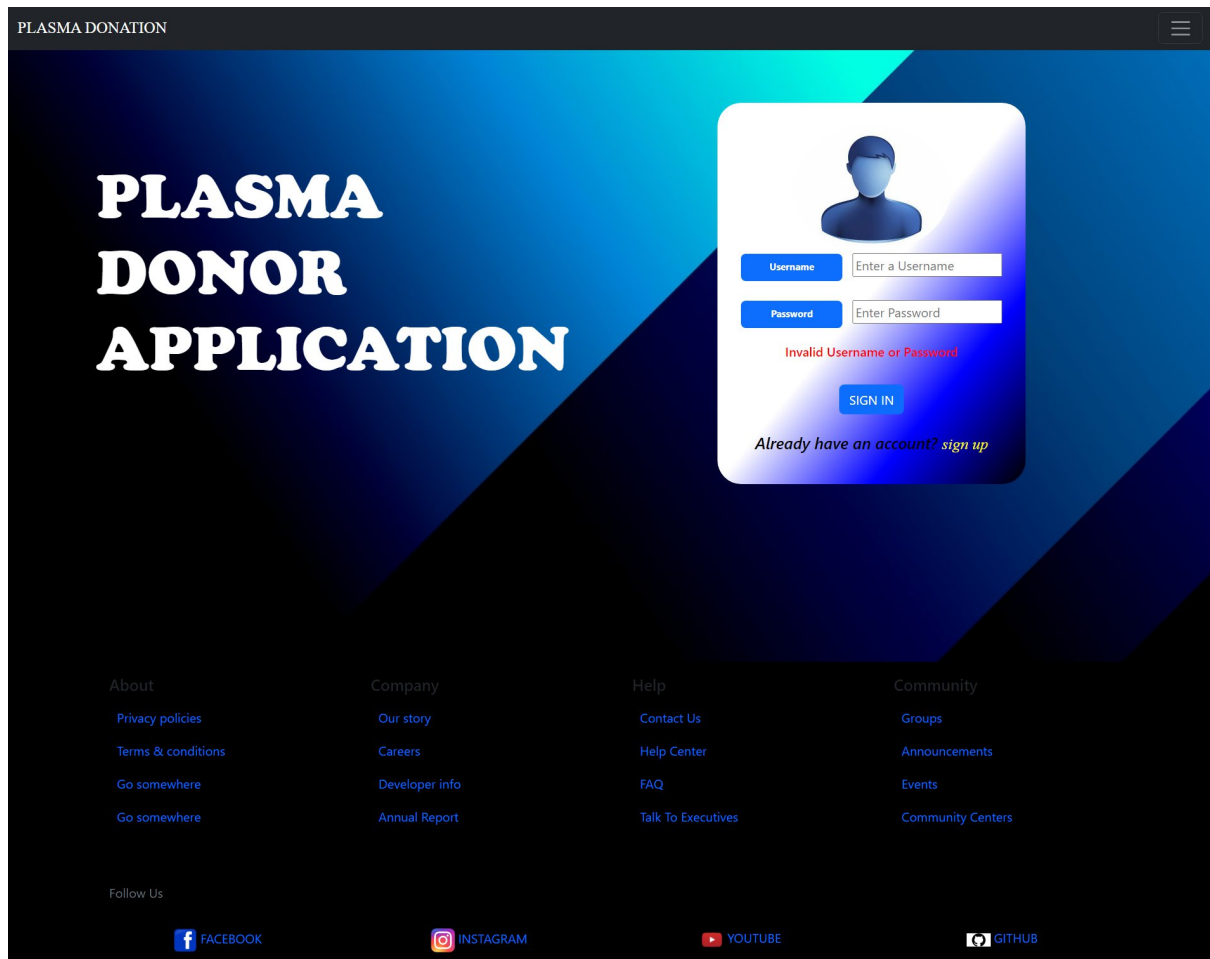 PLASMA DONATION
PLASMA
DONOR
APPLICATION
Username
Enter a Username
Password
Enter Password
Invalid Username or Password
SIGN IN
Already have an account? sign up
About
Privacy policies
Terms & conditions
Go somewhere
Go somewhere
Company
Our story
Careers
Developer info
Annual Report
Help
Contact Us
Help Center
FAQ
Talk To Executives
Community
Groups
Announcements
Events
Community Centers
Follow Us
FACEBOOK
INSTAGRAM
YOUTUBE
GITHUB